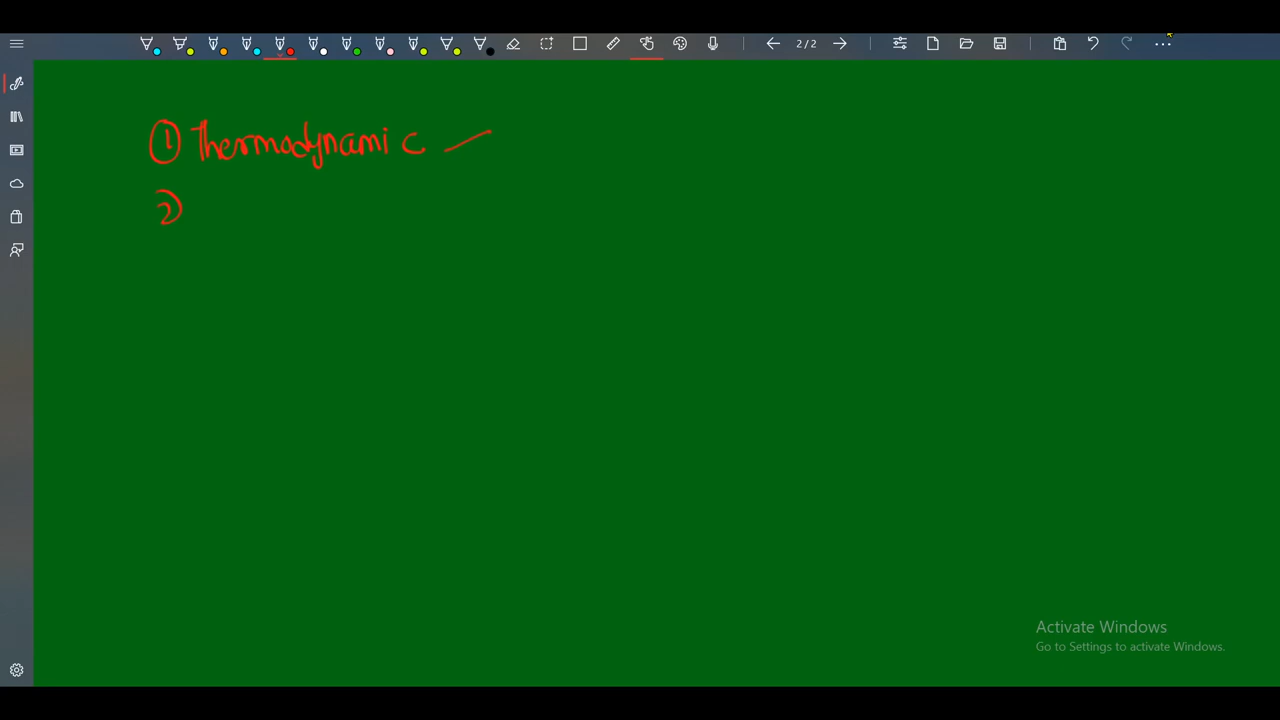 2/2
① Thermodynamic –
②
Activate Windows
Go to Settings to activate Windows.